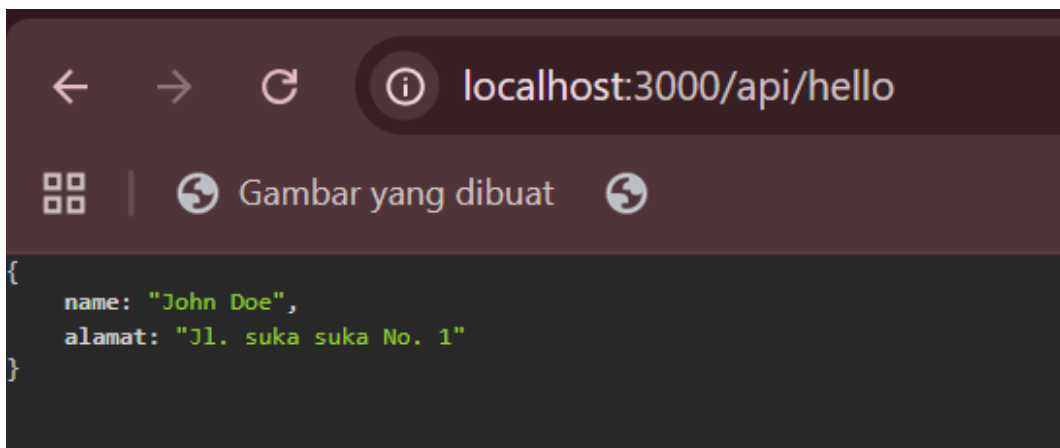 localhost:3000/api/hello
Gambar yang dibuat
{
name: "John Doe",
alamat: "Jl. suka suka No. 1"
}